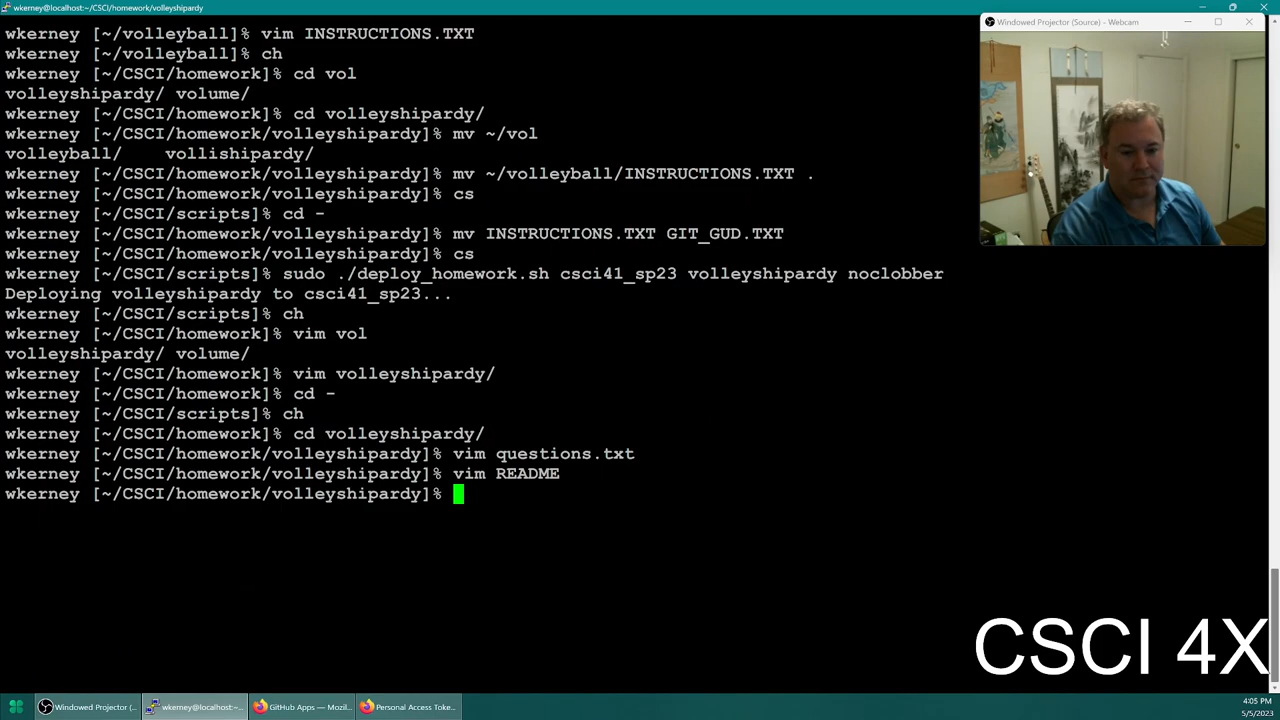 wkerney@localhost:~/CSCI/homework/volleyshipardy
wkerney [~/volleyball]% vim INSTRUCTIONS.TXT
wkerney [~/volleyball]% ch
wkerney [~/CSCI/homework]% cd vol
volleyshipardy/ volume/
wkerney [~/CSCI/homework]% cd volleyshipardy/
wkerney [~/CSCI/homework/volleyshipardy]% mv ~/vol
volleyball/    vollishipardy/
wkerney [~/CSCI/homework/volleyshipardy]% mv ~/volleyball/INSTRUCTIONS.TXT .
wkerney [~/CSCI/homework/volleyshipardy]% cs
wkerney [~/CSCI/scripts]% cd -
wkerney [~/CSCI/homework/volleyshipardy]% mv INSTRUCTIONS.TXT GIT_GUD.TXT
wkerney [~/CSCI/homework/volleyshipardy]% cs
wkerney [~/CSCI/scripts]% sudo ./deploy_homework.sh csci41_sp23 volleyshipardy noclobber
Deploying volleyshipardy to csci41_sp23...
wkerney [~/CSCI/scripts]% ch
wkerney [~/CSCI/homework]% vim vol
volleyshipardy/ volume/
wkerney [~/CSCI/homework]% vim volleyshipardy/
wkerney [~/CSCI/homework]% cd -
wkerney [~/CSCI/scripts]% ch
wkerney [~/CSCI/homework]% cd volleyshipardy/
wkerney [~/CSCI/homework/volleyshipardy]% vim questions.txt
wkerney [~/CSCI/homework/volleyshipardy]% vim README
wkerney [~/CSCI/homework/volleyshipardy]%
Windowed Projector (Source) - Webcam
CSCI 4X
Windowed Projector (...
wkerney@localhost:~...
GitHub Apps — Mozil...
Personal Access Toke...
4:05 PM
5/5/2023